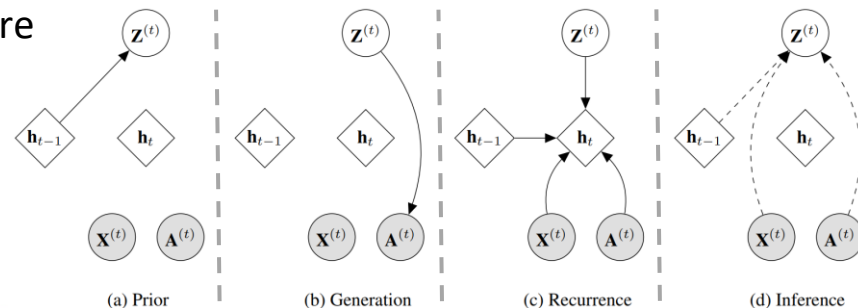 re
Z^{(t)} Z^{(t)} Z^{(t)} Z^{(t)}
h_{t-1} h_t h_{t-1} h_t h_{t-1} h_t h_{t-1} h_t
X^{(t)} A^{(t)} X^{(t)} A^{(t)} X^{(t)} A^{(t)} X^{(t)} A^{(t)}
(a) Prior (b) Generation (c) Recurrence (d) Inference